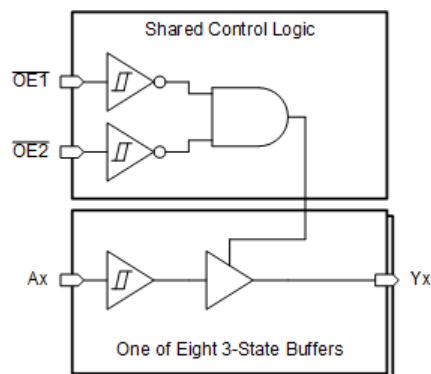 Shared Control Logic
OE1
OE2
Ax
Yx
One of Eight 3-State Buffers